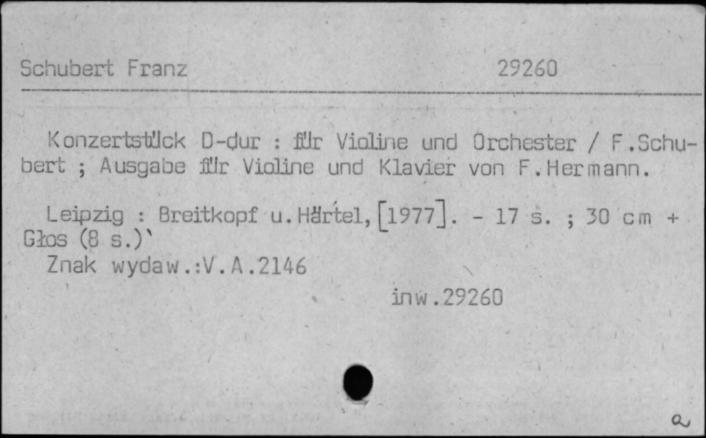 Schubert Franz 29260
Konzertstück D-dur : für Violine und Orchester / F.Schu-
bert ; Ausgabe für Violine und Klavier von F.Hermann.
Leipzig : Breitkopf u.Härtel,[1977]. - 17 s. ; 30 cm +
Głos (8 s.)
Znak wydaw.:V.A.2146
inw.29260
a